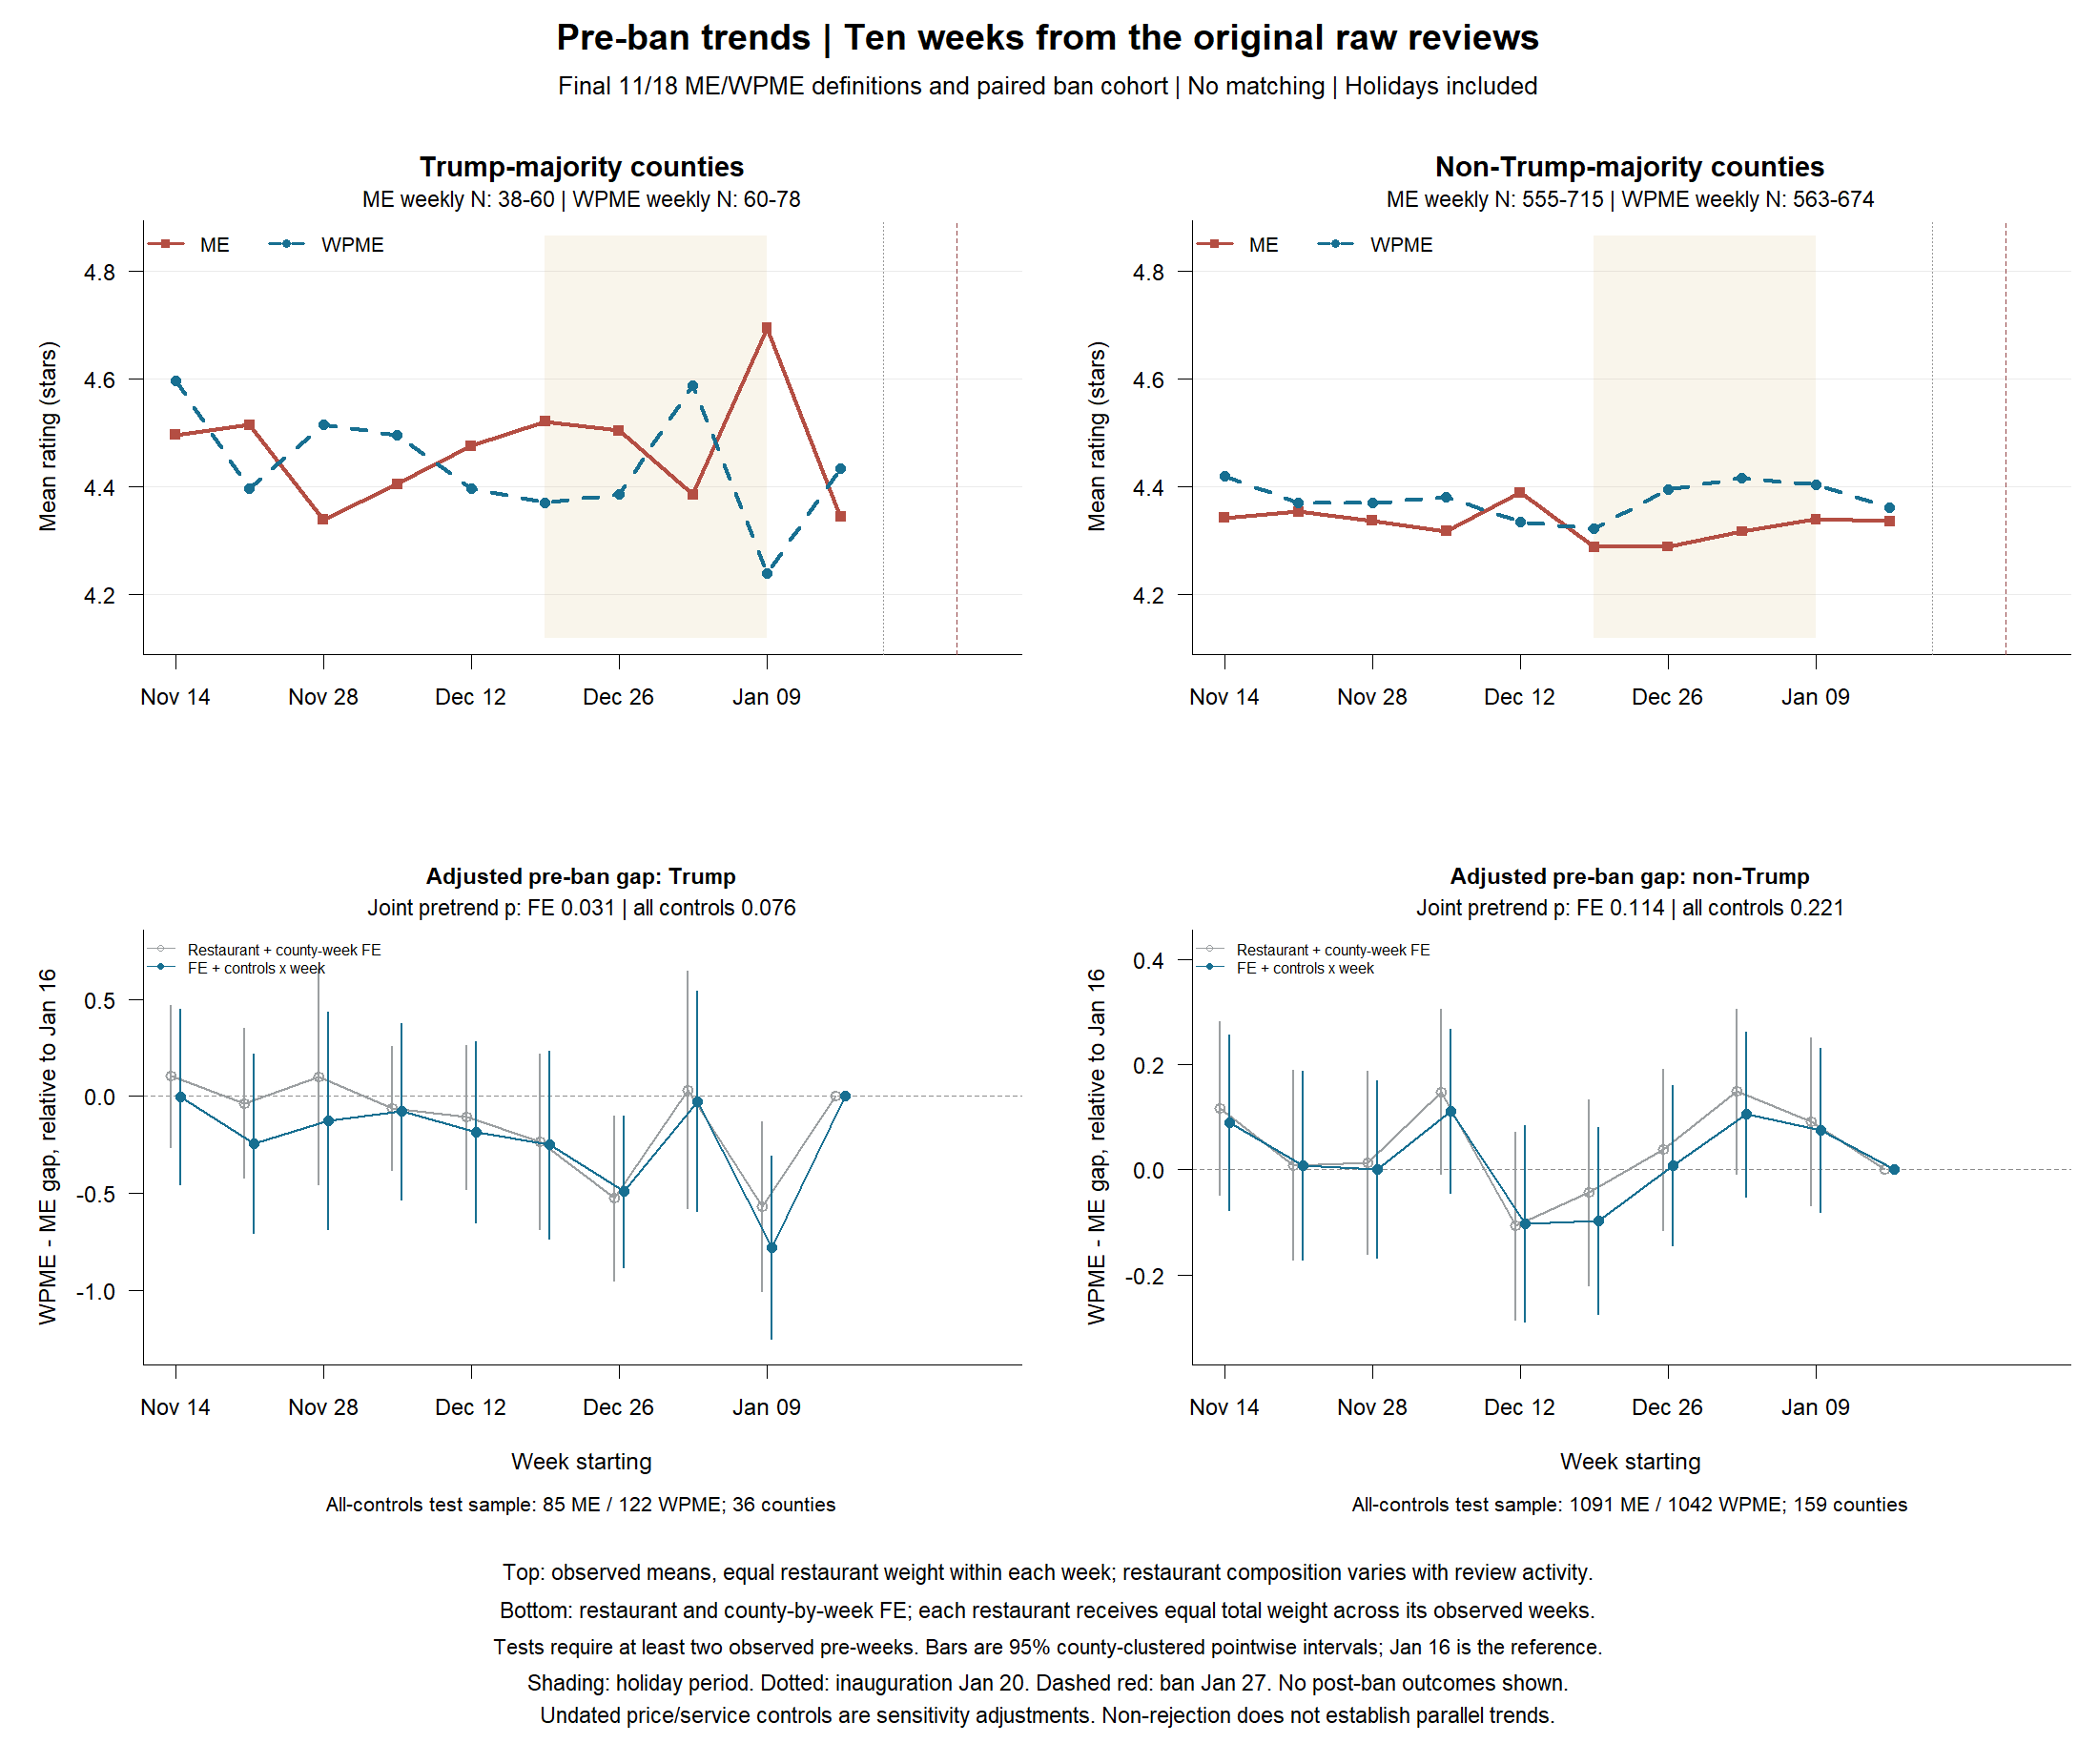 Pre-ban trends | Ten weeks from the original raw reviews
Final 11/18 ME/WPME definitions and paired ban cohort | No matching | Holidays included
Trump-majority counties
ME weekly N: 38-60 | WPME weekly N: 60-78
ME
WPME
Mean rating (stars)
4.8
4.6
4.4
4.2
Nov 14
Nov 28
Dec 12
Dec 26
Jan 09
Non-Trump-majority counties
ME weekly N: 555-715 | WPME weekly N: 563-674
ME
WPME
Mean rating (stars)
4.8
4.6
4.4
4.2
Nov 14
Nov 28
Dec 12
Dec 26
Jan 09
Adjusted pre-ban gap: Trump
Joint pretrend p: FE 0.031 | all controls 0.076
Restaurant + county-week FE
FE + controls x week
WPME - ME gap, relative to Jan 16
0.5
0.0
-0.5
-1.0
Nov 14
Nov 28
Dec 12
Dec 26
Jan 09
Week starting
All-controls test sample: 85 ME / 122 WPME; 36 counties
Adjusted pre-ban gap: non-Trump
Joint pretrend p: FE 0.114 | all controls 0.221
Restaurant + county-week FE
FE + controls x week
WPME - ME gap, relative to Jan 16
0.4
0.2
0.0
-0.2
Nov 14
Nov 28
Dec 12
Dec 26
Jan 09
Week starting
All-controls test sample: 1091 ME / 1042 WPME; 159 counties
Top: observed means, equal restaurant weight within each week; restaurant composition varies with review activity.
Bottom: restaurant and county-by-week FE; each restaurant receives equal total weight across its observed weeks.
Tests require at least two observed pre-weeks. Bars are 95% county-clustered pointwise intervals; Jan 16 is the reference.
Shading: holiday period. Dotted: inauguration Jan 20. Dashed red: ban Jan 27. No post-ban outcomes shown.
Undated price/service controls are sensitivity adjustments. Non-rejection does not establish parallel trends.